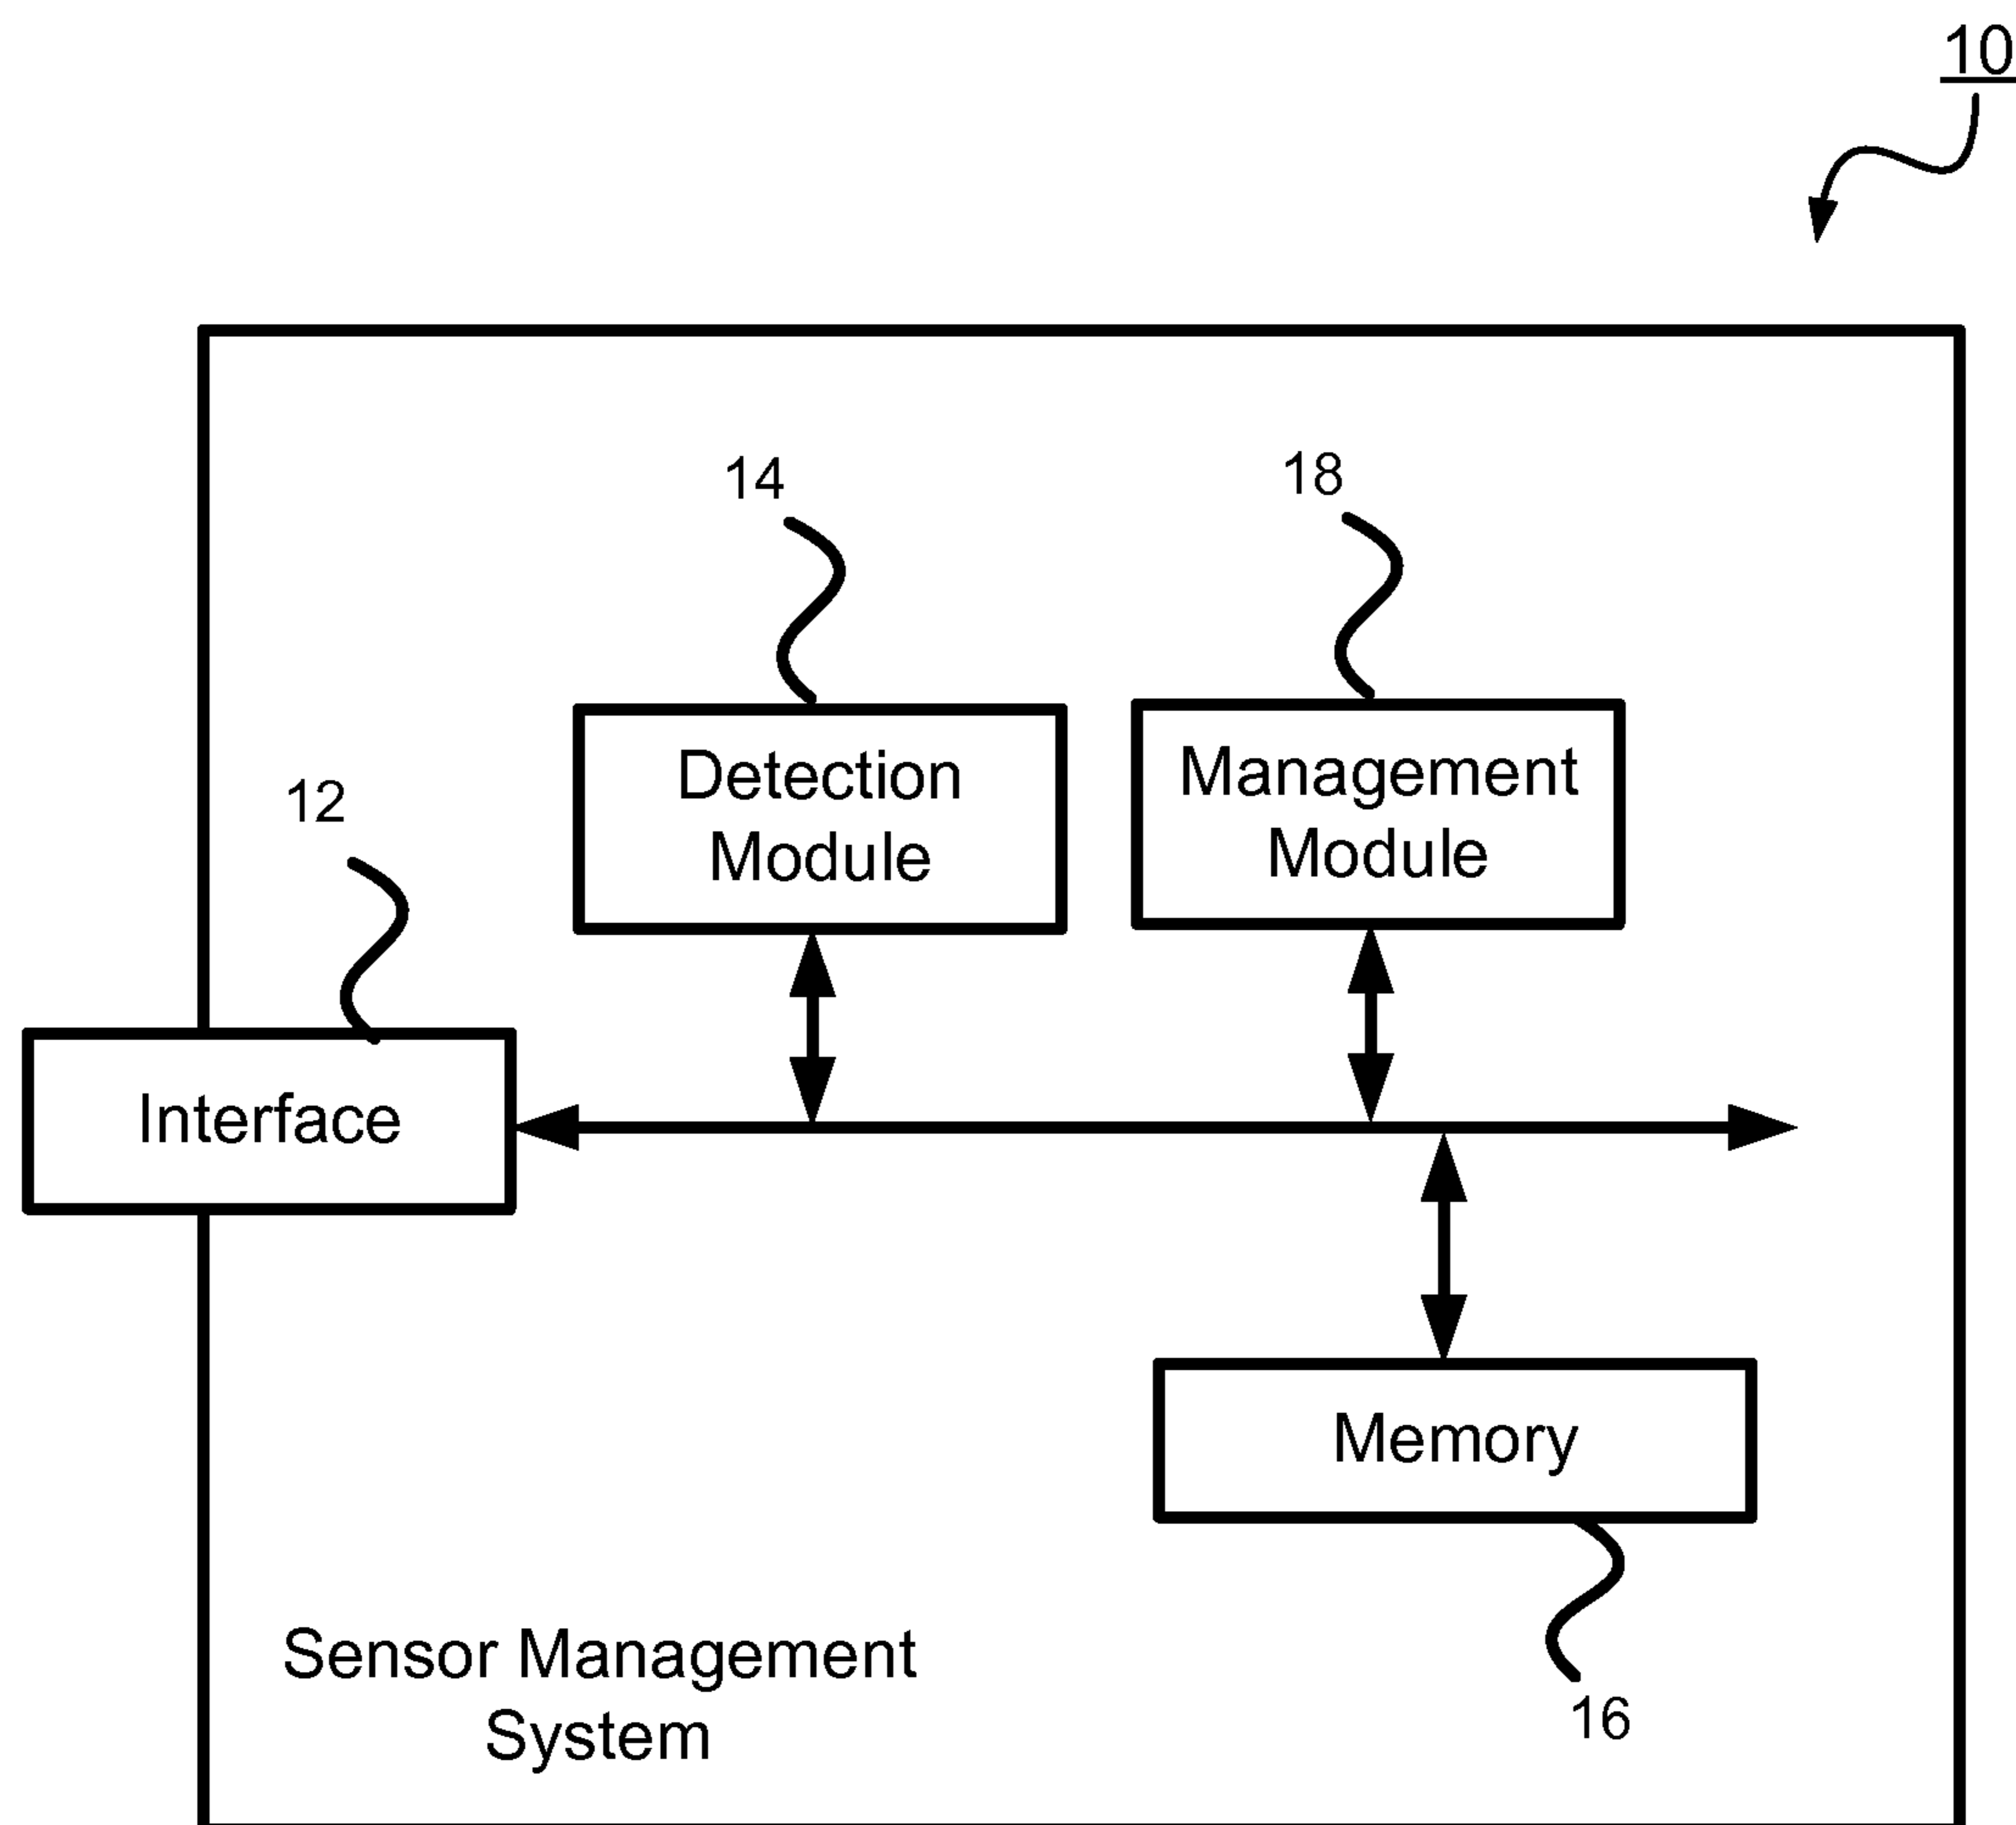 10
14
18
Detection
Module
Management
Module
12
Interface
Memory
Sensor Management
System
16